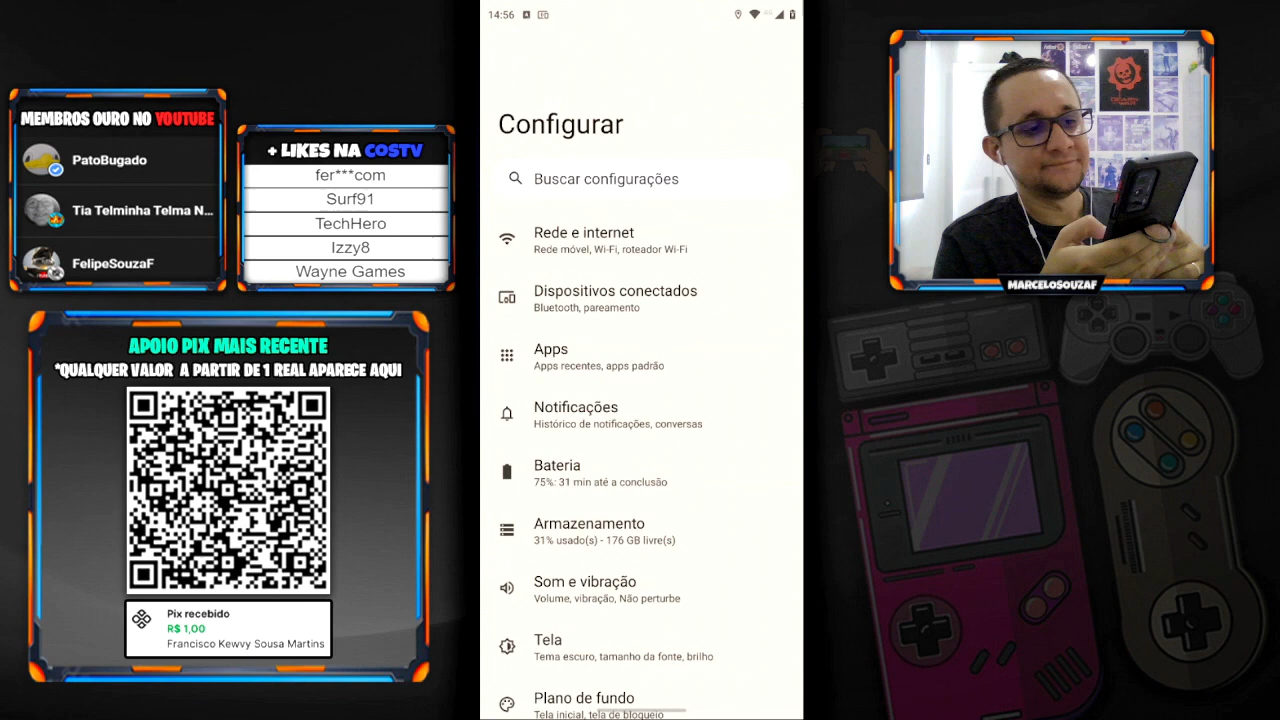 MEMBROS OURO NO YOUTUBE
PatoBugado
Tia Telminha Telma N...
FelipeSouzaF
+ LIKES NA COSTV
fer***com
Surf91
TechHero
Izzy8
Wayne Games
APOIO PIX MAIS RECENTE
*QUALQUER VALOR A PARTIR DE 1 REAL APARECE AQUI
Pix recebido
R$ 1,00
Francisco Kewvy Sousa Martins
14:56
Configurar
Buscar configurações
Rede e internet
Rede móvel, Wi-Fi, roteador Wi-Fi
Dispositivos conectados
Bluetooth, pareamento
Apps
Apps recentes, apps padrão
Notificações
Histórico de notificações, conversas
Bateria
75%: 31 min até a conclusão
Armazenamento
31% usado(s) - 176 GB livre(s)
Som e vibração
Volume, vibração, Não perturbe
Tela
Tema escuro, tamanho da fonte, brilho
Plano de fundo
Tela inicial, tela de bloqueio
MARCELOSOUZAF